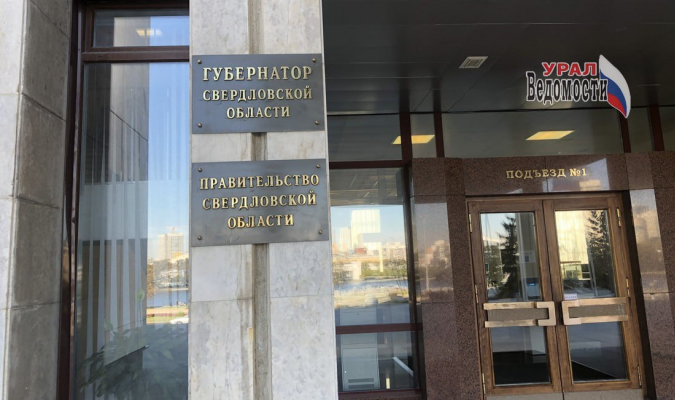 ГУБЕРНАТОР
СВЕРДЛОВСКОЙ
ОБЛАСТИ
ПРАВИТЕЛЬСТВО
СВЕРДЛОВСКОЙ
ОБЛАСТИ
УРАЛ
Ведомости
ПОДЪЕЗД №1